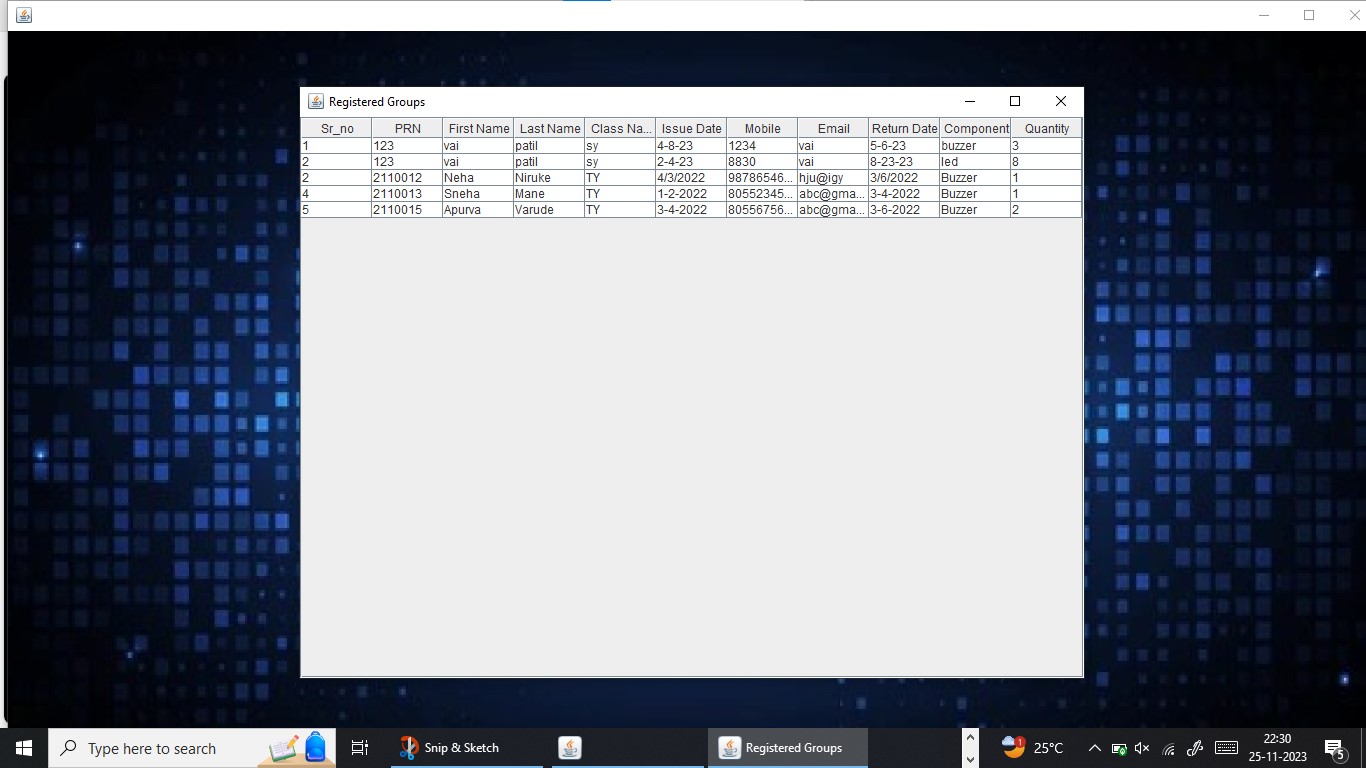 Registered Groups
Sr_no PRN First Name Last Name Class Na... Issue Date Mobile Email Return Date Component Quantity
1 123 vai patil sy 4-8-23 1234 vai 5-6-23 buzzer 3
2 123 vai patil sy 2-4-23 8830 vai 8-23-23 led 8
2 2110012 Neha Niruke TY 4/3/2022 98786546... hju@igy 3/6/2022 Buzzer 1
4 2110013 Sneha Mane TY 1-2-2022 80552345... abc@gma... 3-4-2022 Buzzer 1
5 2110015 Apurva Varude TY 3-4-2022 80556756... abc@gma... 3-6-2022 Buzzer 2
Type here to search Snip & Sketch Registered Groups 1 25°C 22:30
25-11-2023 5